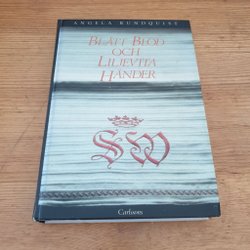 ANGELA RUNDQUIST
BLÅTT BLOD
OCH
LILJEVITA
HÄNDER
SW
Carlssons